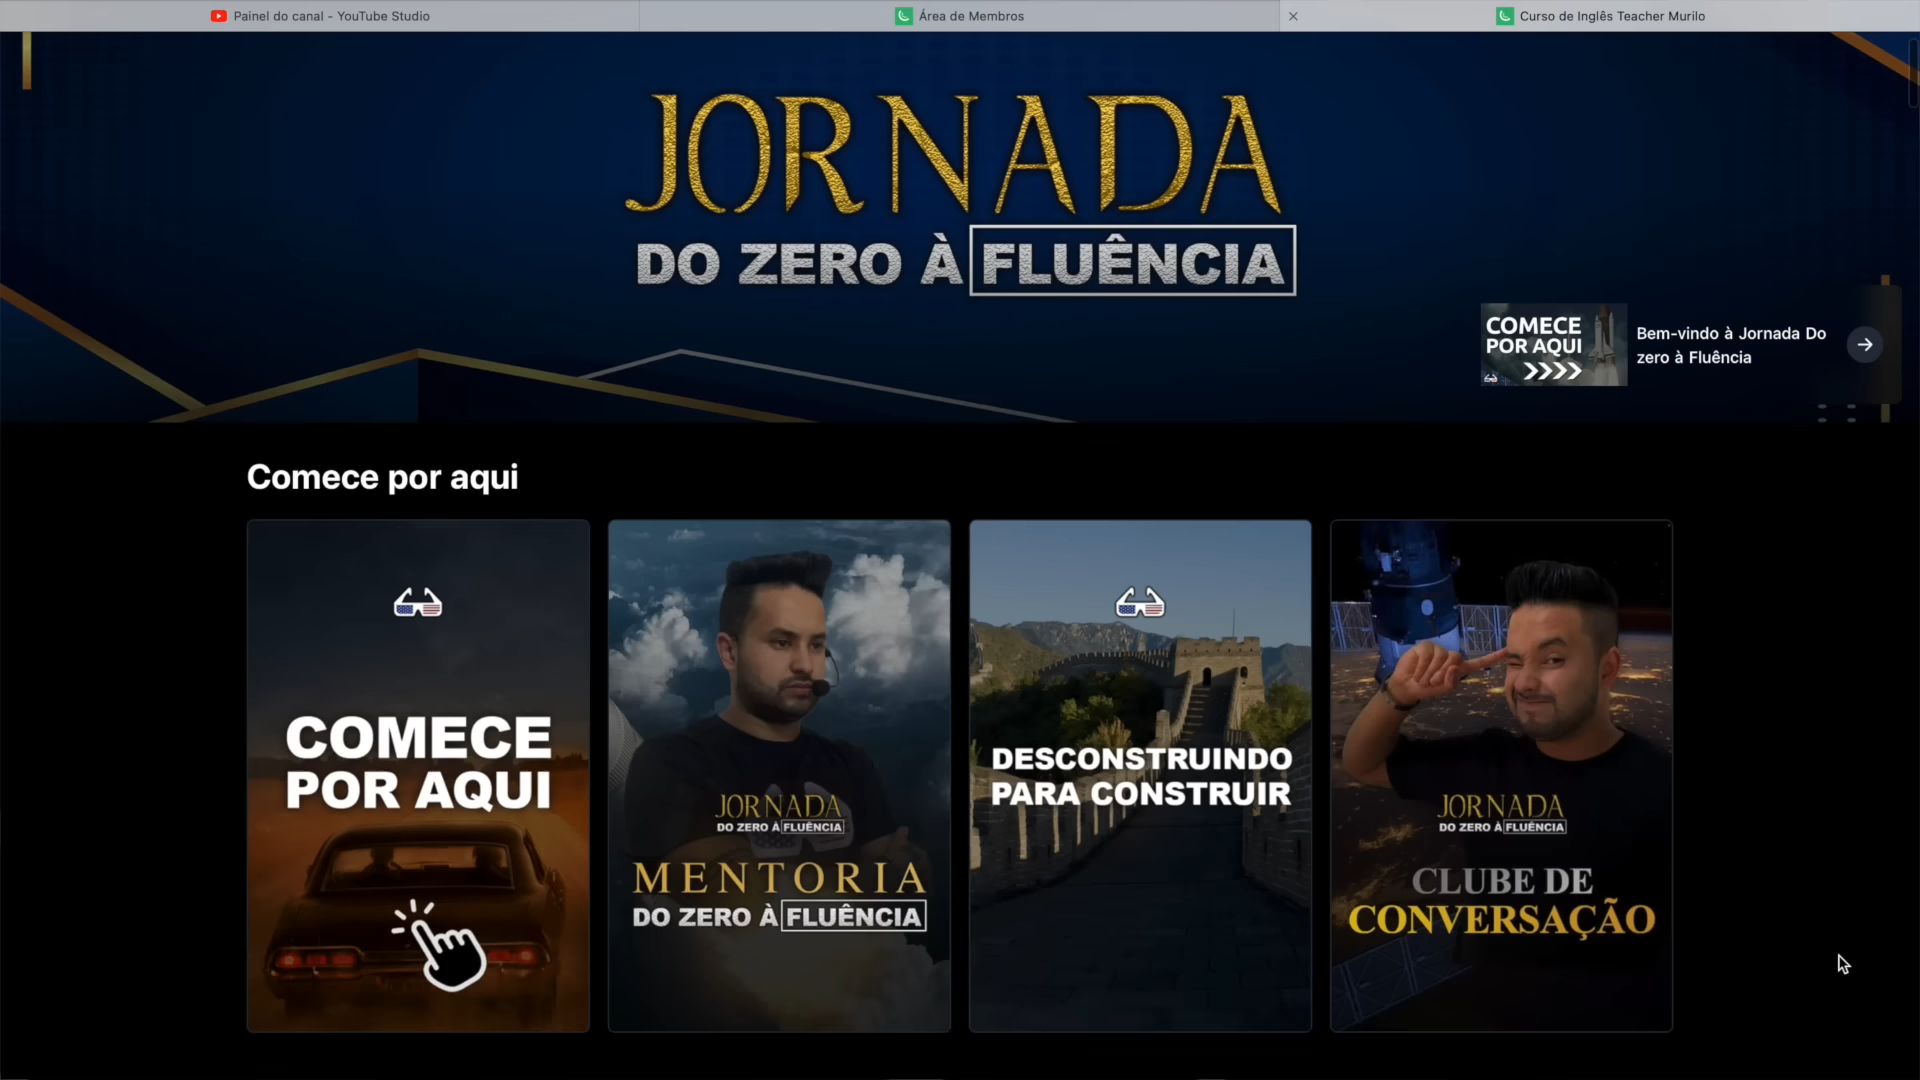 Painel do canal - YouTube Studio
Área de Membros
Curso de Inglês Teacher Murilo
JORNADA
DO ZERO À FLUÊNCIA
COMECE
POR AQUI
Bem-vindo à Jornada Do
zero à Fluência
Comece por aqui
COMECE
POR AQUI
JORNADA
DO ZERO À FLUÊNCIA
MENTORIA
DO ZERO À FLUÊNCIA
DESCONSTRUINDO
PARA CONSTRUIR
JORNADA
DO ZERO À FLUÊNCIA
CLUBE DE
CONVERSAÇÃO